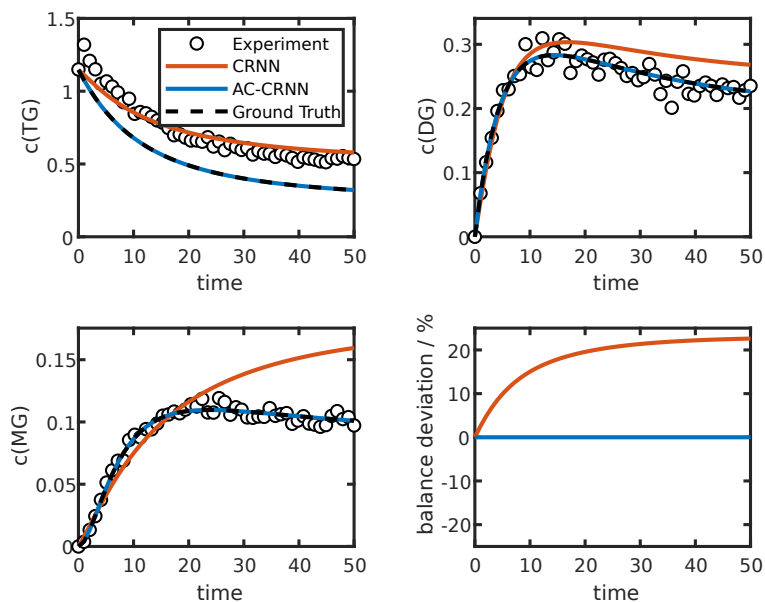 1.5
1
0.5
0
c(TG)
0 10 20 30 40 50
time
Experiment
CRNN
AC-CRNN
Ground Truth
0.3
0.2
0.1
0
c(DG)
0 10 20 30 40 50
time
0.15
0.1
0.05
0
c(MG)
0 10 20 30 40 50
time
20
10
0
-10
-20
balance deviation / %
0 10 20 30 40 50
time